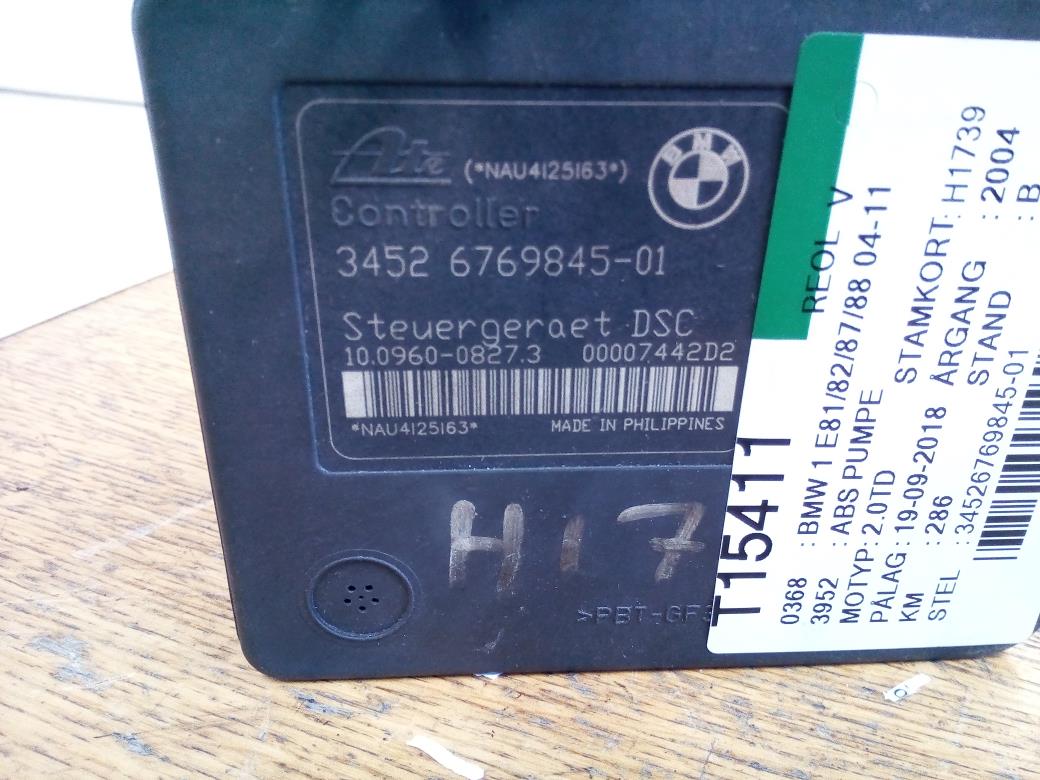 Ate (*NAU4125163*)
BMW
Controller
3452 6769845-01
Steuergeraet DSC
10.0960-0827.3 00007442D2
*NAU4125163*  MADE IN PHILIPPINES
H17
>PBT-GF3
REOL V
T15411
0368 : BMW 1 E81/82/87/88 04-11
3952 : ABS PUMPE
MOTYP : 2.0TD STAMKORT : H1739
PÅLAG : 19-09-2018 ÅRGANG : 2004
KM : 286 STAND : B
STEL : 34526769845-01